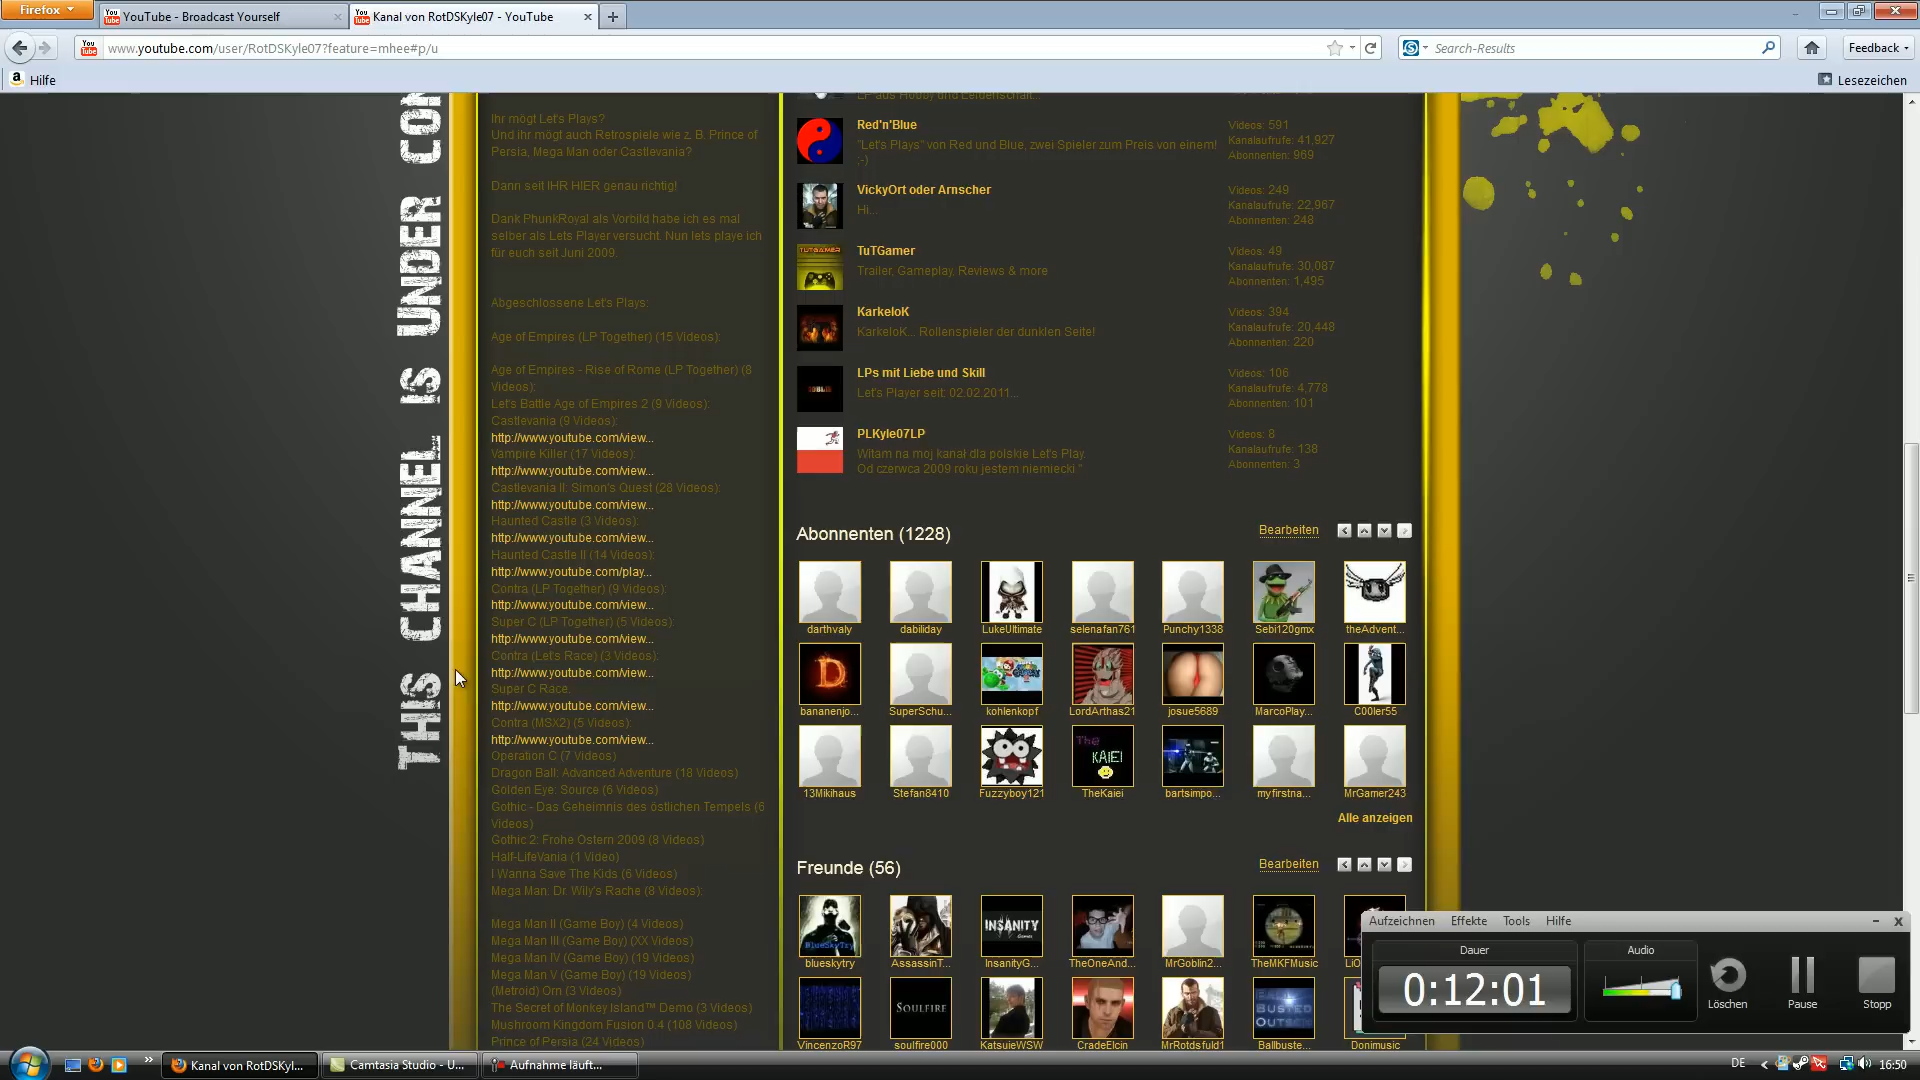 Firefox
YouTube - Broadcast Yourself
Kanal von RotDSKyle07 - YouTube
www.youtube.com/user/RotDSKyle07?feature=mhee#p/u
Search-Results
Feedback
Hilfe
Lesezeichen
THIS CHANNEL IS UNDER CON
Ihr mögt Let's Plays?
Und ihr mögt auch Retrospiele wie z. B. Prince of
Persia, Mega Man oder Castlevania?
Dann seit IHR HIER genau richtig!
Dank PhunkRoyal als Vorbild habe ich es mal
selber als Lets Player versucht. Nun lets playe ich
für euch seit Juni 2009.
Abgeschlossene Let's Plays:
Age of Empires (LP Together) (15 Videos):
Age of Empires - Rise of Rome (LP Together) (8
Videos):
Let's Battle Age of Empires 2 (9 Videos):
Castlevania (9 Videos):
http://www.youtube.com/view...
Vampire Killer (17 Videos):
http://www.youtube.com/view...
Castlevania II: Simon's Quest (28 Videos):
http://www.youtube.com/view...
Haunted Castle (3 Videos):
http://www.youtube.com/view...
Haunted Castle II (14 Videos):
http://www.youtube.com/play...
Contra (LP Together) (9 Videos):
http://www.youtube.com/view...
Super C (LP Together) (5 Videos):
http://www.youtube.com/view...
Contra (Let's Race) (3 Videos):
http://www.youtube.com/view...
Super C Race:
http://www.youtube.com/view...
Contra (MSX2) (5 Videos):
http://www.youtube.com/view...
Operation C (7 Videos)
Dragon Ball: Advanced Adventure (18 Videos)
Golden Eye: Source (6 Videos)
Gothic - Das Geheimnis des östlichen Tempels (6
Videos)
Gothic 2: Frohe Ostern 2009 (8 Videos)
Half-LifeVania (1 Video)
I Wanna Save The Kids (6 Videos)
Mega Man: Dr. Wily's Rache (8 Videos):
Mega Man II (Game Boy) (4 Videos)
Mega Man III (Game Boy) (XX Videos)
Mega Man IV (Game Boy) (19 Videos)
Mega Man V (Game Boy) (19 Videos)
(Metroid) Orn (3 Videos)
The Secret of Monkey Island™ Demo (3 Videos)
Mushroom Kingdom Fusion 0.4 (108 Videos)
Prince of Persia (24 Videos)
LP aus Hobby und Leidenschaft...
Red'n'Blue
"Let's Plays" von Red und Blue, zwei Spieler zum Preis von einem!
;-)
Videos: 591
Kanalaufrufe: 41,927
Abonnenten: 969
VickyOrt oder Arnscher
Hi...
Videos: 249
Kanalaufrufe: 22,967
Abonnenten: 248
TuTGamer
Trailer, Gameplay, Reviews & more
Videos: 49
Kanalaufrufe: 30,087
Abonnenten: 1,495
KarkeloK
KarkeloK... Rollenspieler der dunklen Seite!
Videos: 394
Kanalaufrufe: 20,448
Abonnenten: 220
LPs mit Liebe und Skill
Let's Player seit: 02.02.2011...
Videos: 106
Kanalaufrufe: 4,778
Abonnenten: 101
PLKyle07LP
Witam na moj kanał dla polskie Let's Play.
Od czerwca 2009 roku jestem niemiecki "
Videos: 8
Kanalaufrufe: 138
Abonnenten: 3
Abonnenten (1228)
Bearbeiten
darthvaly dabiliday LukeUltimate selenafan761 Punchy1338 Sebi120gmx theAdvent...
bananenjo... SuperSchu... kohlenkopf LordArthas21 josue5689 MarcoPlay... C00ler55
The KAIEI
13Mikihaus Stefan8410 Fuzzyboy121 TheKaiei bartsimpo... myfirstna... MrGamer243
Alle anzeigen
Freunde (56)
Bearbeiten
INSANITY
blueskytry AssassinT... InsanityG... TheOneAnd... MrGoblin2... TheMKFMusic
SOULFIRE
VincenzoR97 soulfire000 KatsuieWSW CradeElcin MrRotdsfuld1 Ballbuste... Donimusic
Aufzeichnen Effekte Tools Hilfe
Dauer
0:12:01
Audio
Löschen
Pause
Stopp
Kanal von RotDSKyl...
Camtasia Studio - U...
Aufnahme läuft...
DE
16:50